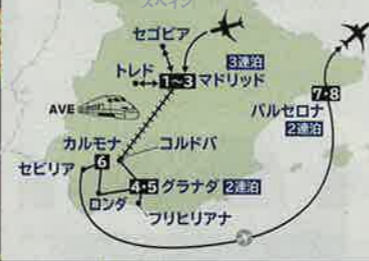 スペイン
セゴビア
トレド
1~3 マドリッド
3連泊
AVE
7・8
バルセロナ
2連泊
カルモナ
6
コルドバ
セビリア
4・5 グラナダ 2連泊
ロンダ
フリヒリアナ